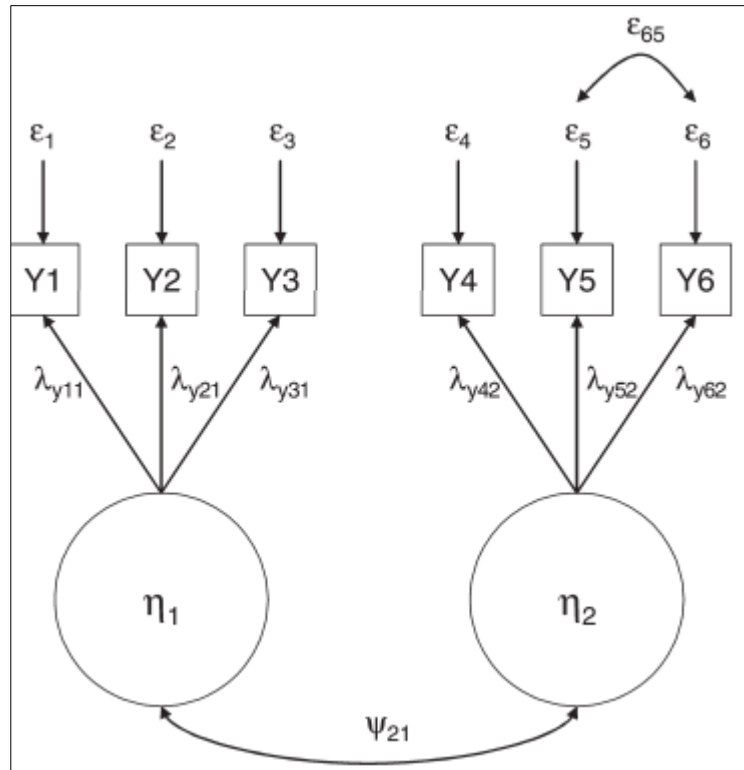 ε₆₅
ε₁ ε₂ ε₃ ε₄ ε₅ ε₆
Y1 Y2 Y3 Y4 Y5 Y6
λy11 λy21 λy31 λy42 λy52 λy62
η₁ η₂
ψ₂₁